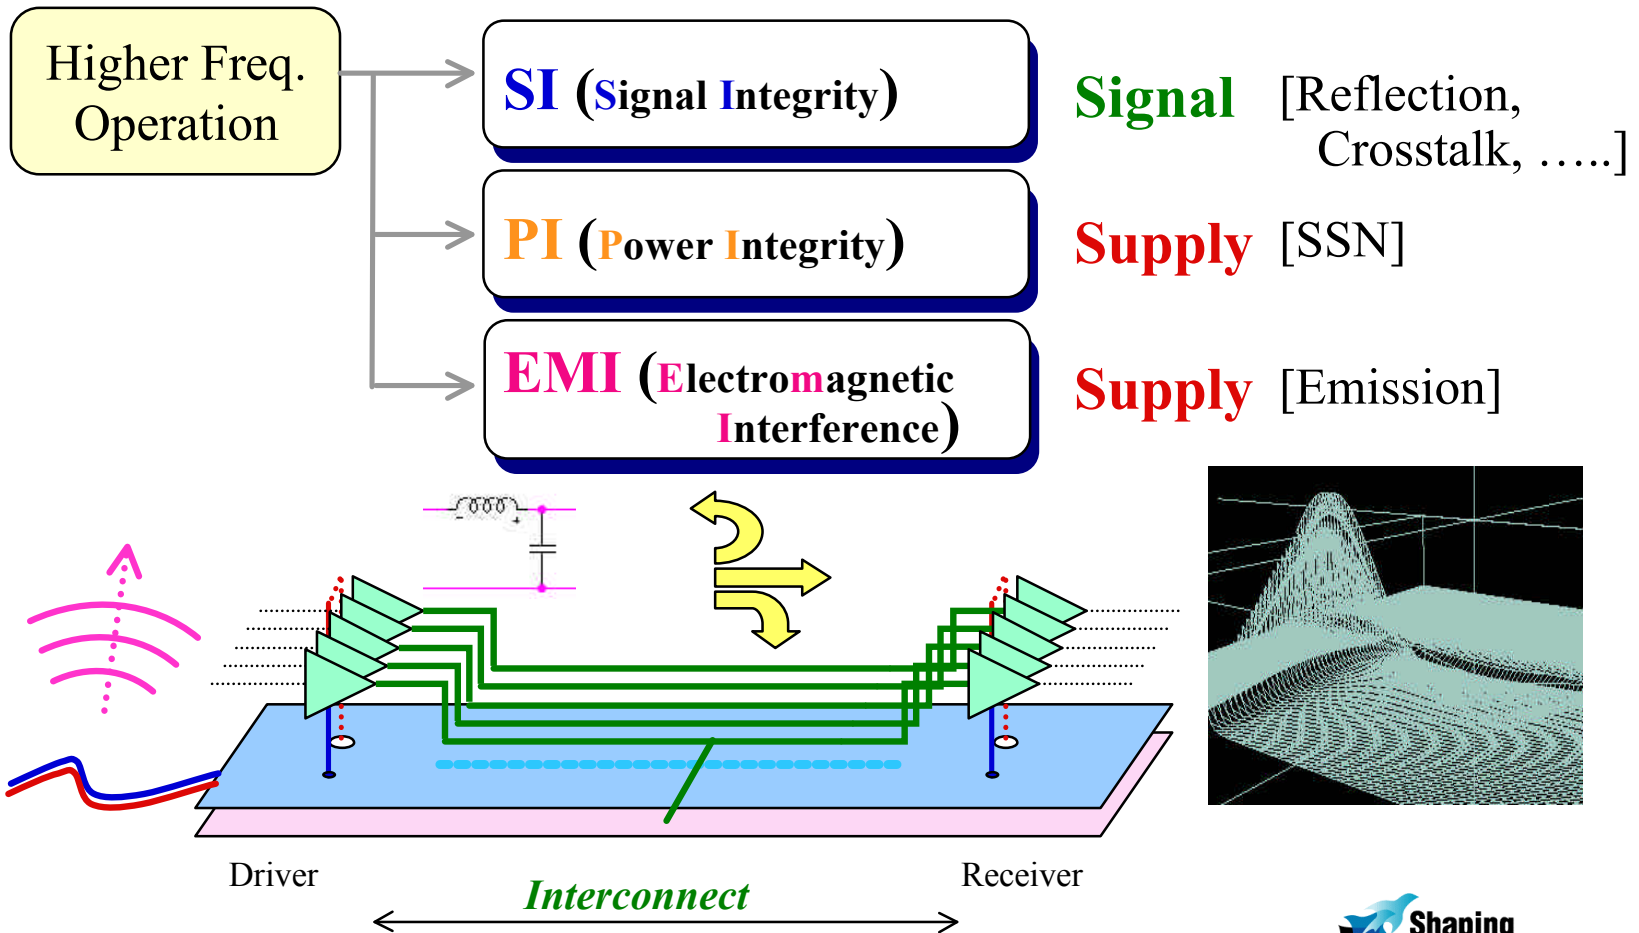 Higher Freq.
Operation
SI (Signal Integrity)
Signal [Reflection,
Crosstalk, …..]
PI (Power Integrity)
Supply [SSN]
EMI (Electromagnetic
Interference)
Supply [Emission]
- +
Driver
Interconnect
Receiver
Shaping